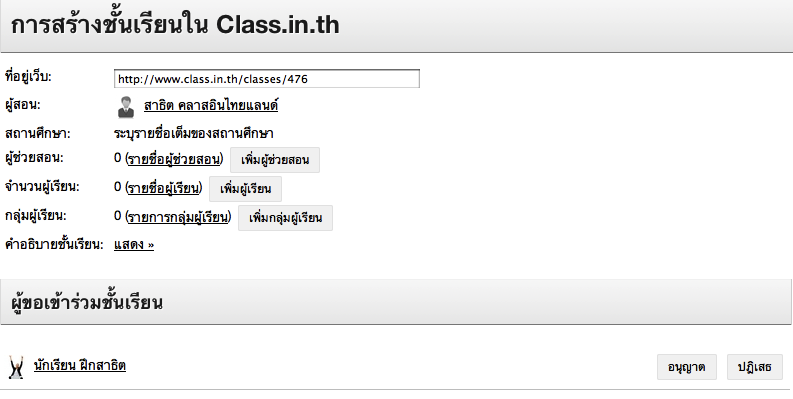 การสร้างชั้นเรียนใน Class.in.th
ที่อยู่เว็บ: http://www.class.in.th/classes/476
ผู้สอน: สาธิต คลาสอินไทยแลนด์
สถานศึกษา: ระบุรายชื่อเต็มของสถานศึกษา
ผู้ช่วยสอน: 0 (รายชื่อผู้ช่วยสอน) เพิ่มผู้ช่วยสอน
จำนวนผู้เรียน: 0 (รายชื่อผู้เรียน) เพิ่มผู้เรียน
กลุ่มผู้เรียน: 0 (รายการกลุ่มผู้เรียน) เพิ่มกลุ่มผู้เรียน
คำอธิบายชั้นเรียน: แสดง »
ผู้ขอเข้าร่วมชั้นเรียน
นักเรียน ฝึกสาธิต อนุญาต ปฏิเสธ